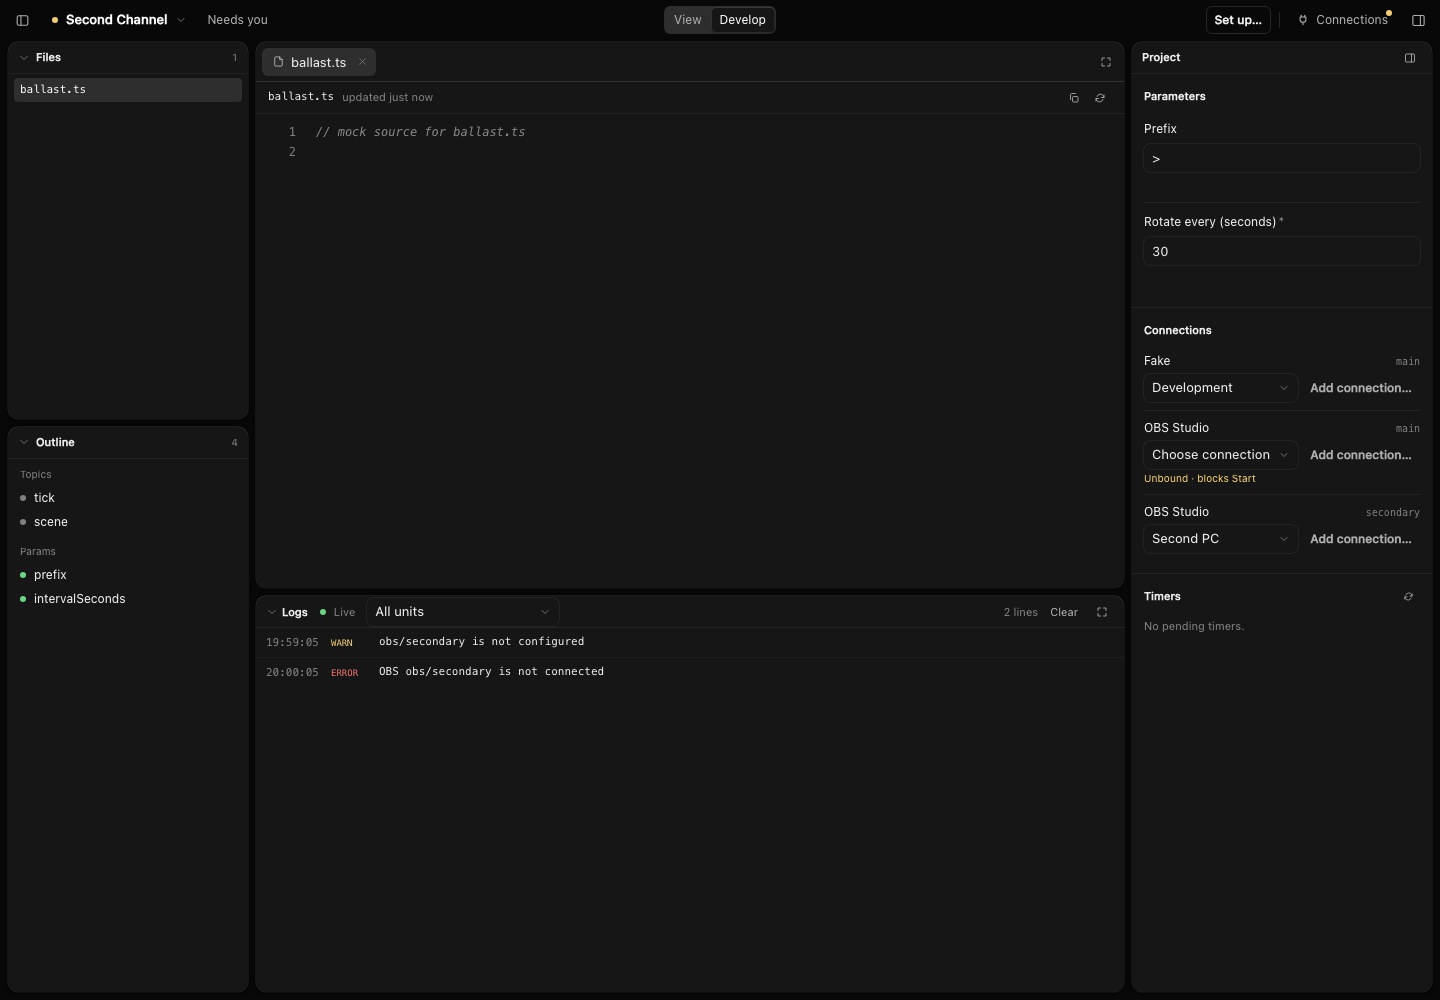 Second Channel
Needs you
View
Develop
Set up...
Connections
Files
1
ballast.ts
Outline
4
Topics
tick
scene
Params
prefix
intervalSeconds
ballast.ts
ballast.ts updated just now
1 // mock source for ballast.ts
2
Logs
Live
All units
2 lines
Clear
19:59:05 WARN obs/secondary is not configured
20:00:05 ERROR OBS obs/secondary is not connected
Project
Parameters
Prefix
>
Rotate every (seconds) *
30
Connections
Fake main
Development Add connection...
OBS Studio main
Choose connection Add connection...
Unbound · blocks Start
OBS Studio secondary
Second PC Add connection...
Timers
No pending timers.